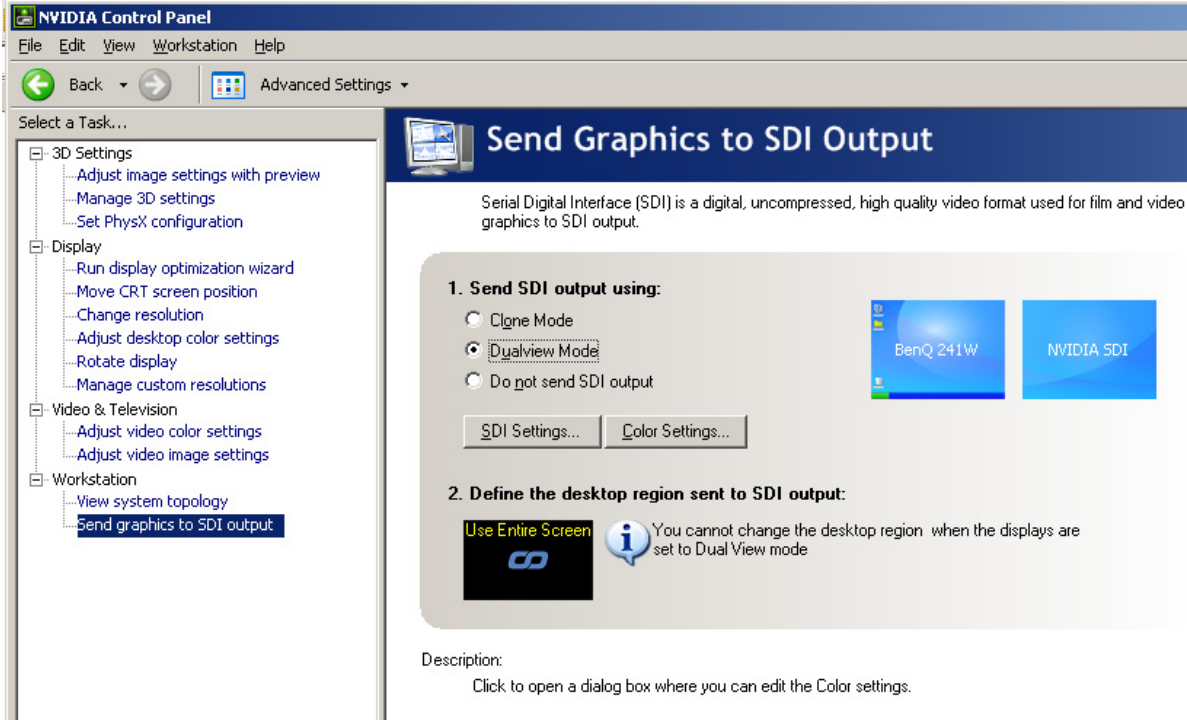 NVIDIA Control Panel
File Edit View Workstation Help
Back Advanced Settings
Select a Task...
3D Settings
Adjust image settings with preview
Manage 3D settings
Set PhysX configuration
Display
Run display optimization wizard
Move CRT screen position
Change resolution
Adjust desktop color settings
Rotate display
Manage custom resolutions
Video & Television
Adjust video color settings
Adjust video image settings
Workstation
View system topology
Send graphics to SDI output
Send Graphics to SDI Output
Serial Digital Interface (SDI) is a digital, uncompressed, high quality video format used for film and video
graphics to SDI output.
1. Send SDI output using:
Clone Mode
Dualview Mode
Do not send SDI output
BenQ 241W
NVIDIA SDI
SDI Settings... Color Settings...
2. Define the desktop region sent to SDI output:
Use Entire Screen
You cannot change the desktop region when the displays are
set to Dual View mode
Description:
Click to open a dialog box where you can edit the Color settings.